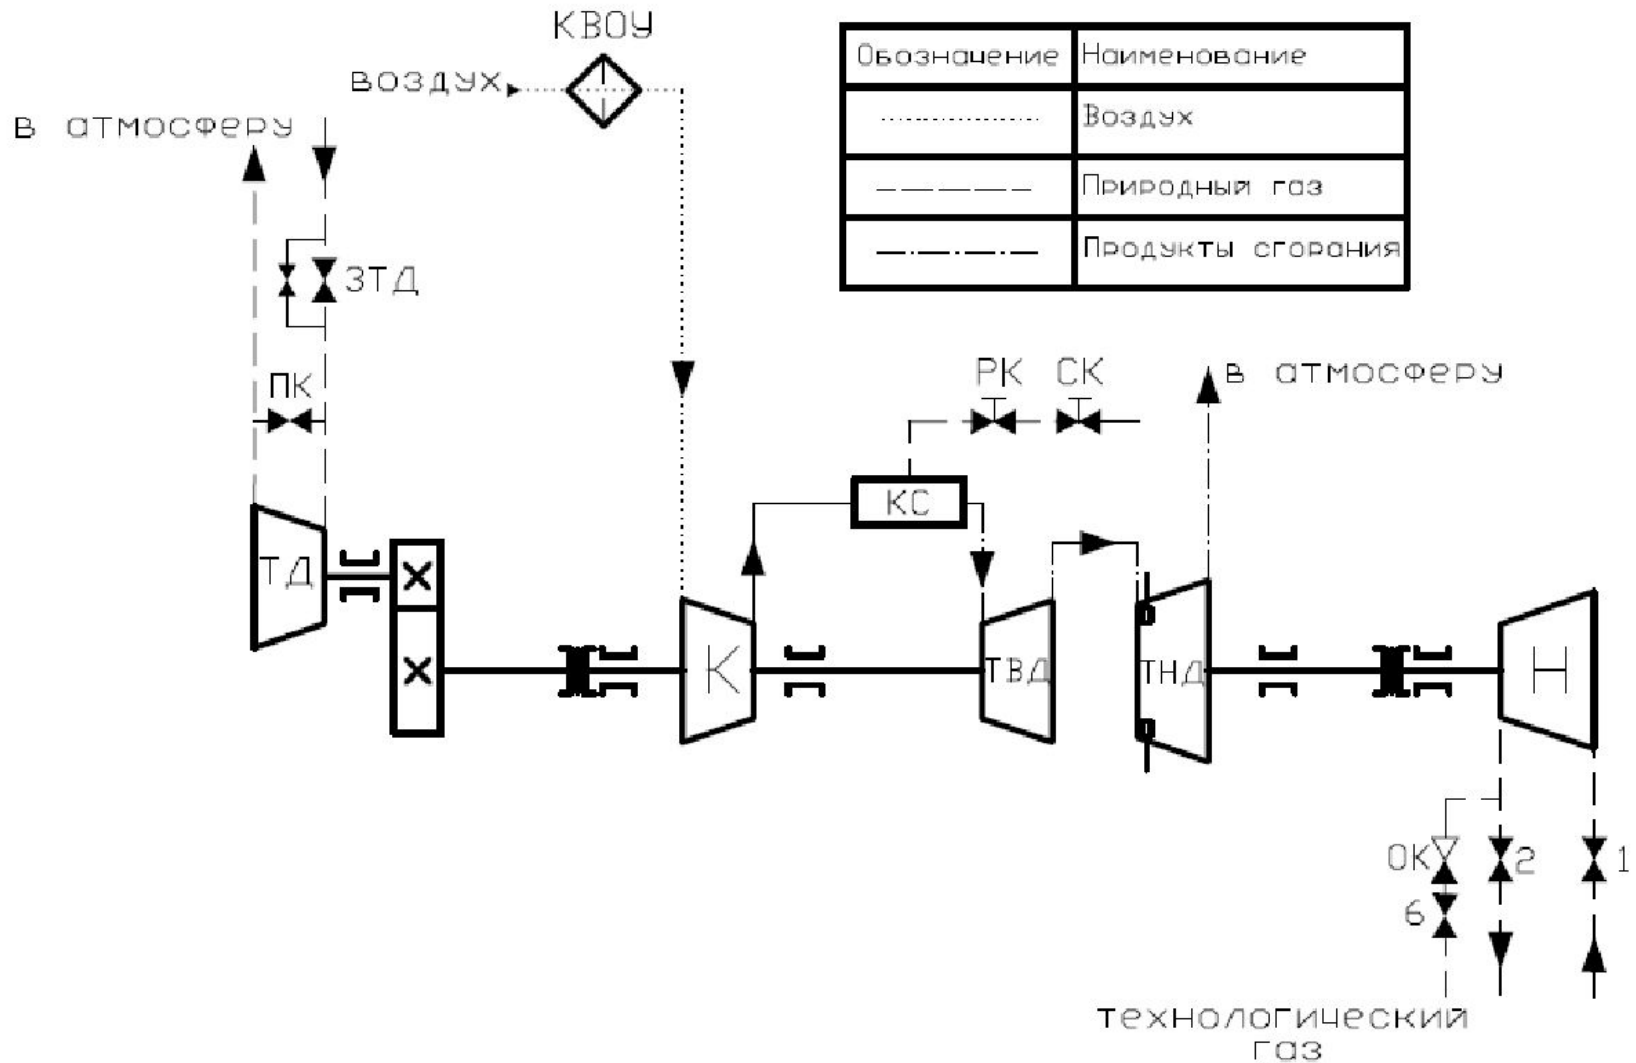 КВОУ
воздух
в атмосферу
Обозначение Наименование
Воздух
Природный газ
Продукты сгорания
ЗТД
ПК
РК СК
в атмосферу
КС
ТД
К
ТВД
ТНД
Н
ОК
2
1
6
технологический
газ